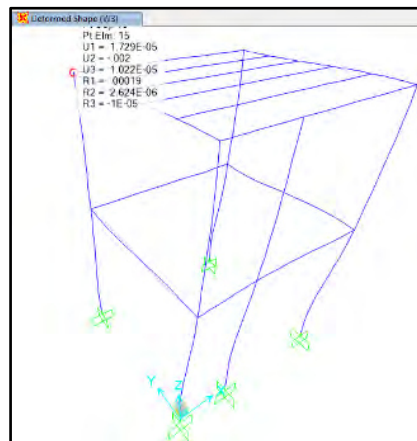 Deformed Shape (W3)
Pt Elm: 15
U1 = 1.729E-05
U2 = -.002
U3 = 1.022E-05
R1 = .00019
R2 = 2.624E-06
R3 = -1E-05
Y
Z